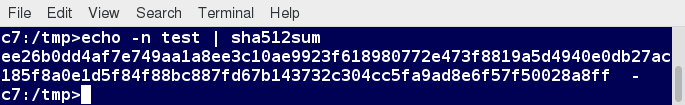 File Edit View Search Terminal Help
c7:/tmp>echo -n test | sha512sum
ee26b0dd4af7e749aa1a8ee3c10ae9923f618980772e473f8819a5d4940e0db27ac
185f8a0e1d5f84f88bc887fd67b143732c304cc5fa9ad8e6f57f50028a8ff  -
c7:/tmp>